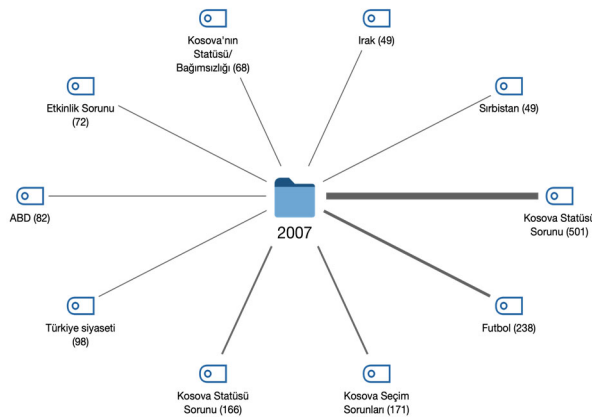 Kosova'nın
Statüsü/
Bağımsızlığı (68)
Irak (49)
Etkinlik Sorunu
(72)
Sırbistan (49)
ABD (82)
2007
Kosova Statüsü
Sorunu (501)
Türkiye siyaseti
(98)
Futbol (238)
Kosova Statüsü
Sorunu (166)
Kosova Seçim
Sorunları (171)